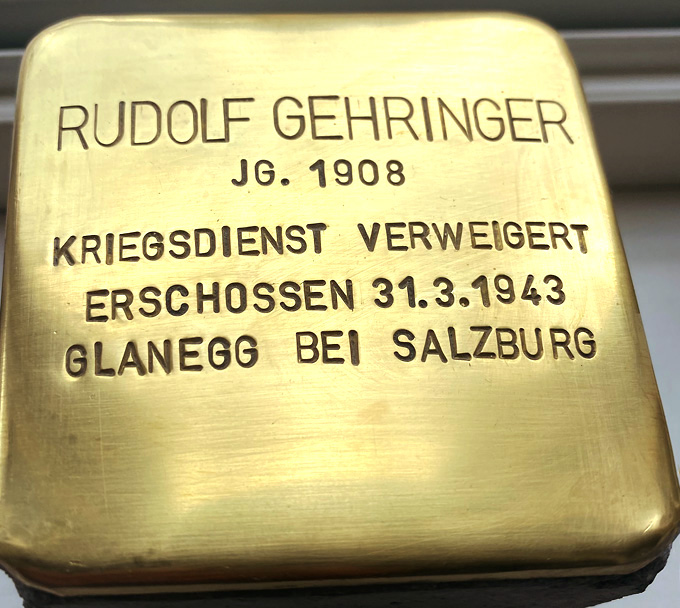 RUDOLF GEHRINGER
JG. 1908
KRIEGSDIENST VERWEIGERT
ERSCHOSSEN 31.3.1943
GLANEGG BEI SALZBURG